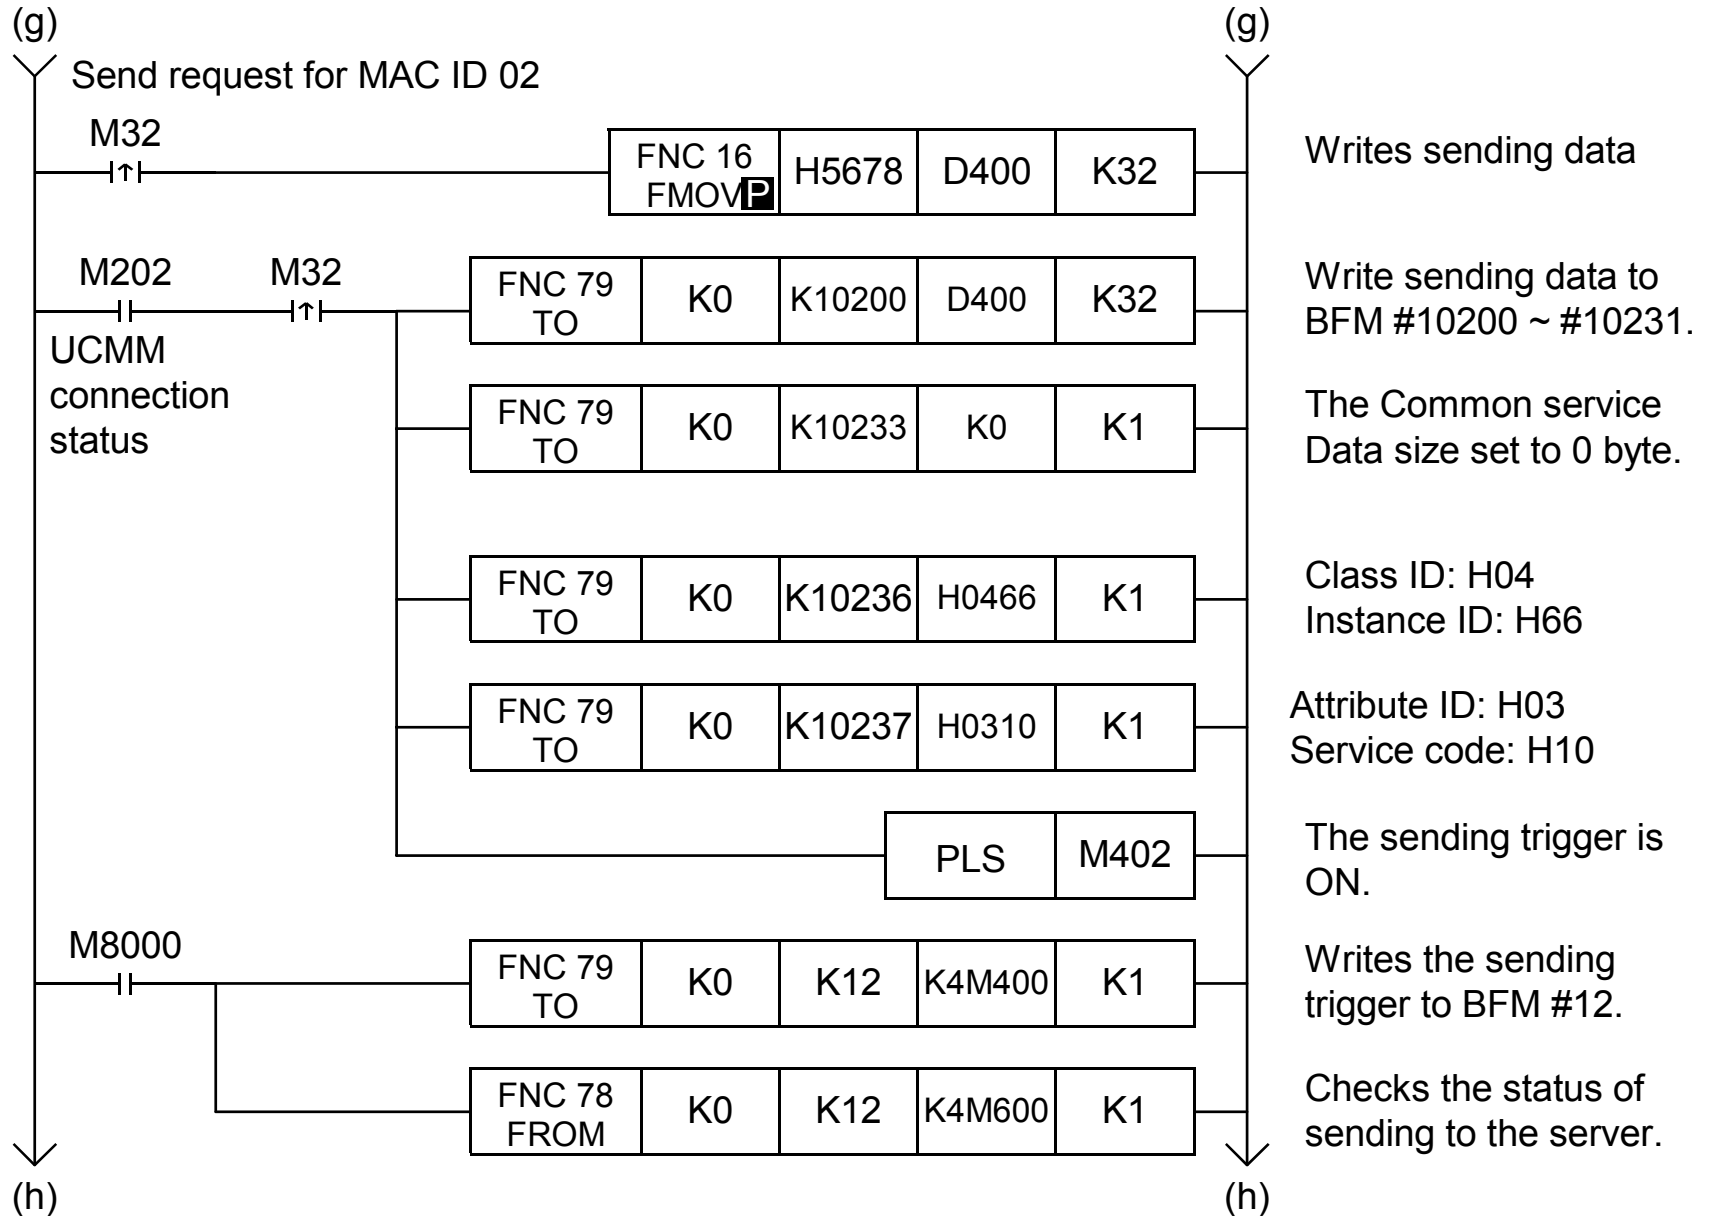 (g) (g)
Send request for MAC ID 02
M32
FNC 16 FMOVP H5678 D400 K32
Writes sending data
M202 M32
UCMM
connection
status
FNC 79 TO K0 K10200 D400 K32
Write sending data to
BFM #10200 ~ #10231.
FNC 79 TO K0 K10233 K0 K1
The Common service
Data size set to 0 byte.
FNC 79 TO K0 K10236 H0466 K1
Class ID: H04
Instance ID: H66
FNC 79 TO K0 K10237 H0310 K1
Attribute ID: H03
Service code: H10
PLS M402
The sending trigger is
ON.
M8000
FNC 79 TO K0 K12 K4M400 K1
Writes the sending
trigger to BFM #12.
FNC 78 FROM K0 K12 K4M600 K1
Checks the status of
sending to the server.
(h) (h)